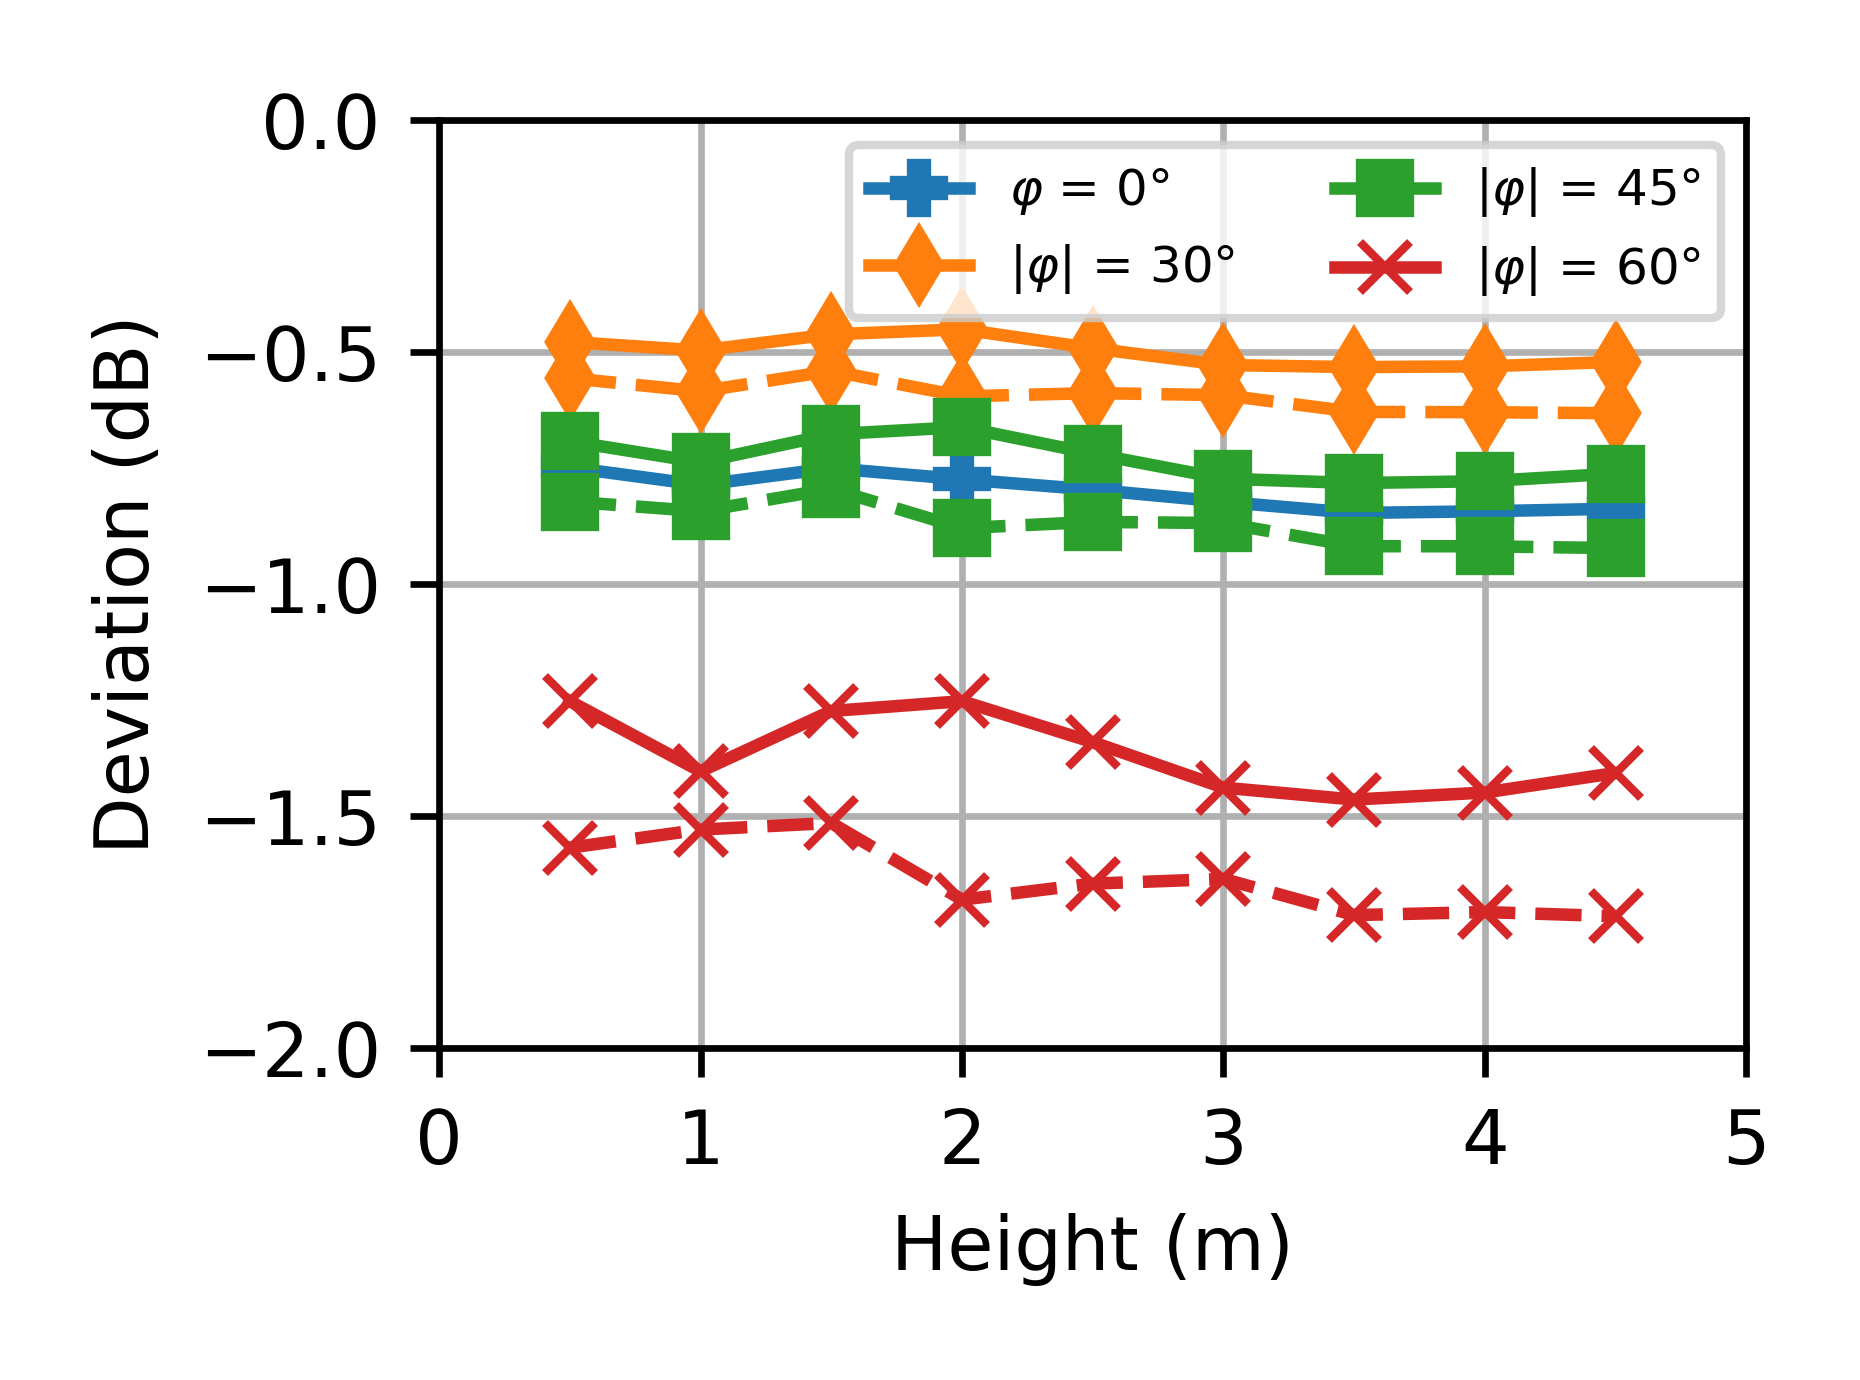 0.0
−0.5
−1.0
−1.5
−2.0
Deviation (dB)
φ = 0°
|φ| = 30°
|φ| = 45°
|φ| = 60°
0 1 2 3 4 5
Height (m)